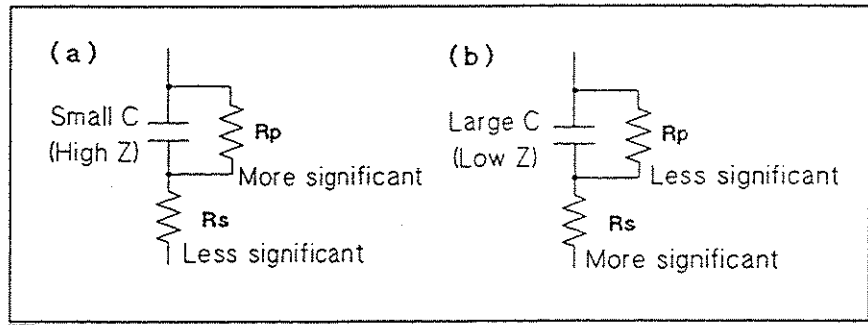 (a)
Small C
(High Z)
Rp
More significant
Rs
Less significant
(b)
Large C
(Low Z)
Rp
Less significant
Rs
More significant